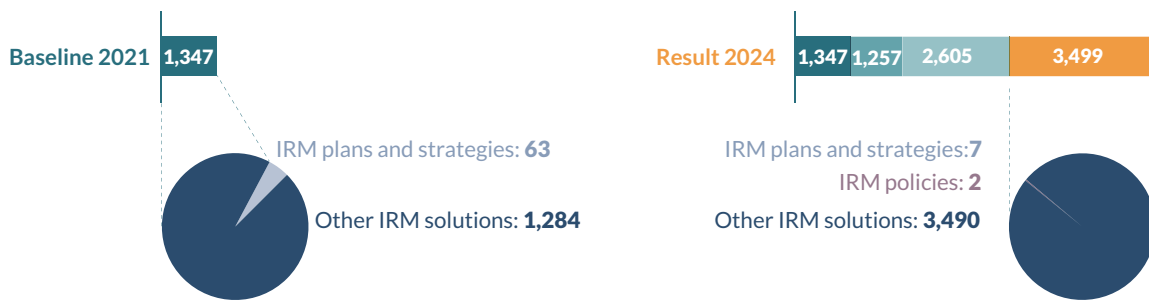 Baseline 2021 1,347
IRM plans and strategies: 63
Other IRM solutions: 1,284
Result 2024 1,347 1,257 2,605 3,499
IRM plans and strategies:7
IRM policies: 2
Other IRM solutions: 3,490